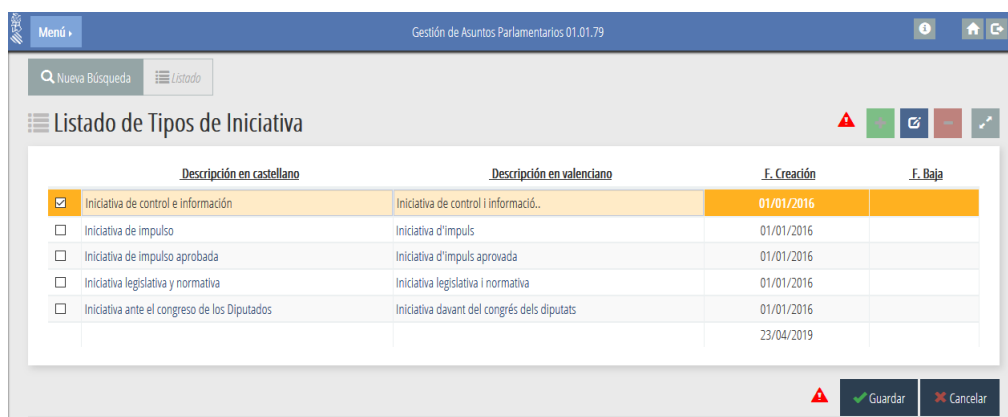 Menú
Gestión de Asuntos Parlamentarios 01.01.79
Nueva Búsqueda Listado
Listado de Tipos de Iniciativa
Descripción en castellano Descripción en valenciano F. Creación F. Baja
Iniciativa de control e información Iniciativa de control i informació.. 01/01/2016
Iniciativa de impulso Iniciativa d'impuls 01/01/2016
Iniciativa de impulso aprobada Iniciativa d'impuls aprovada 01/01/2016
Iniciativa legislativa y normativa Iniciativa legislativa i normativa 01/01/2016
Iniciativa ante el congreso de los Diputados Iniciativa davant del congrés dels diputats 01/01/2016
23/04/2019
Guardar Cancelar